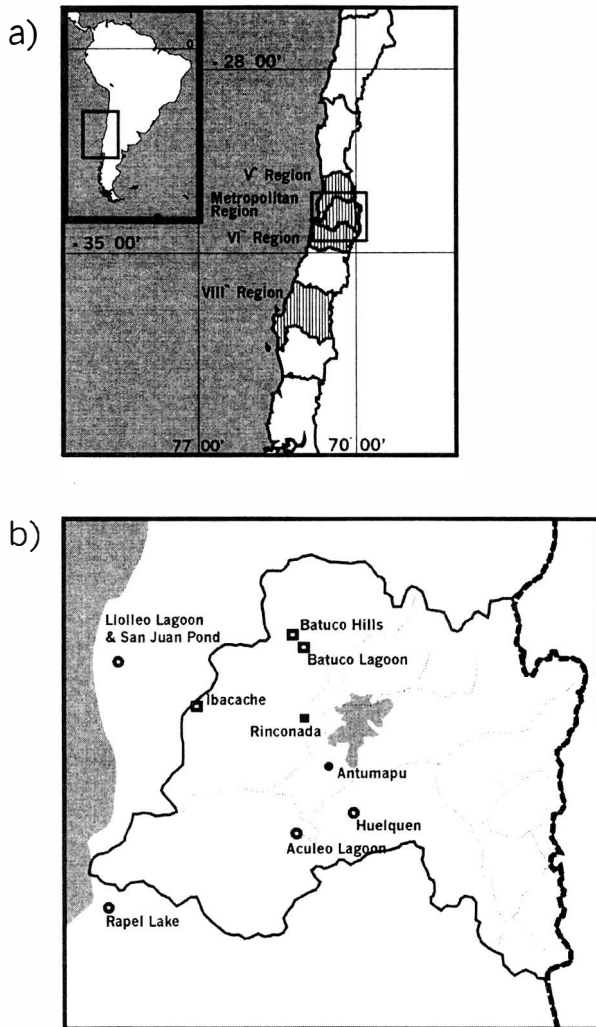 a)
0
- 28 00'
V Region
Metropolitan
Region
VI Region
- 35 00'
VIII Region
77 00'
70 00'
b)
Llolleo Lagoon
& San Juan Pond
Batuco Hills
Batuco Lagoon
Ibacache
Rinconada
Antumapu
Huelquen
Aculeo Lagoon
Rapel Lake